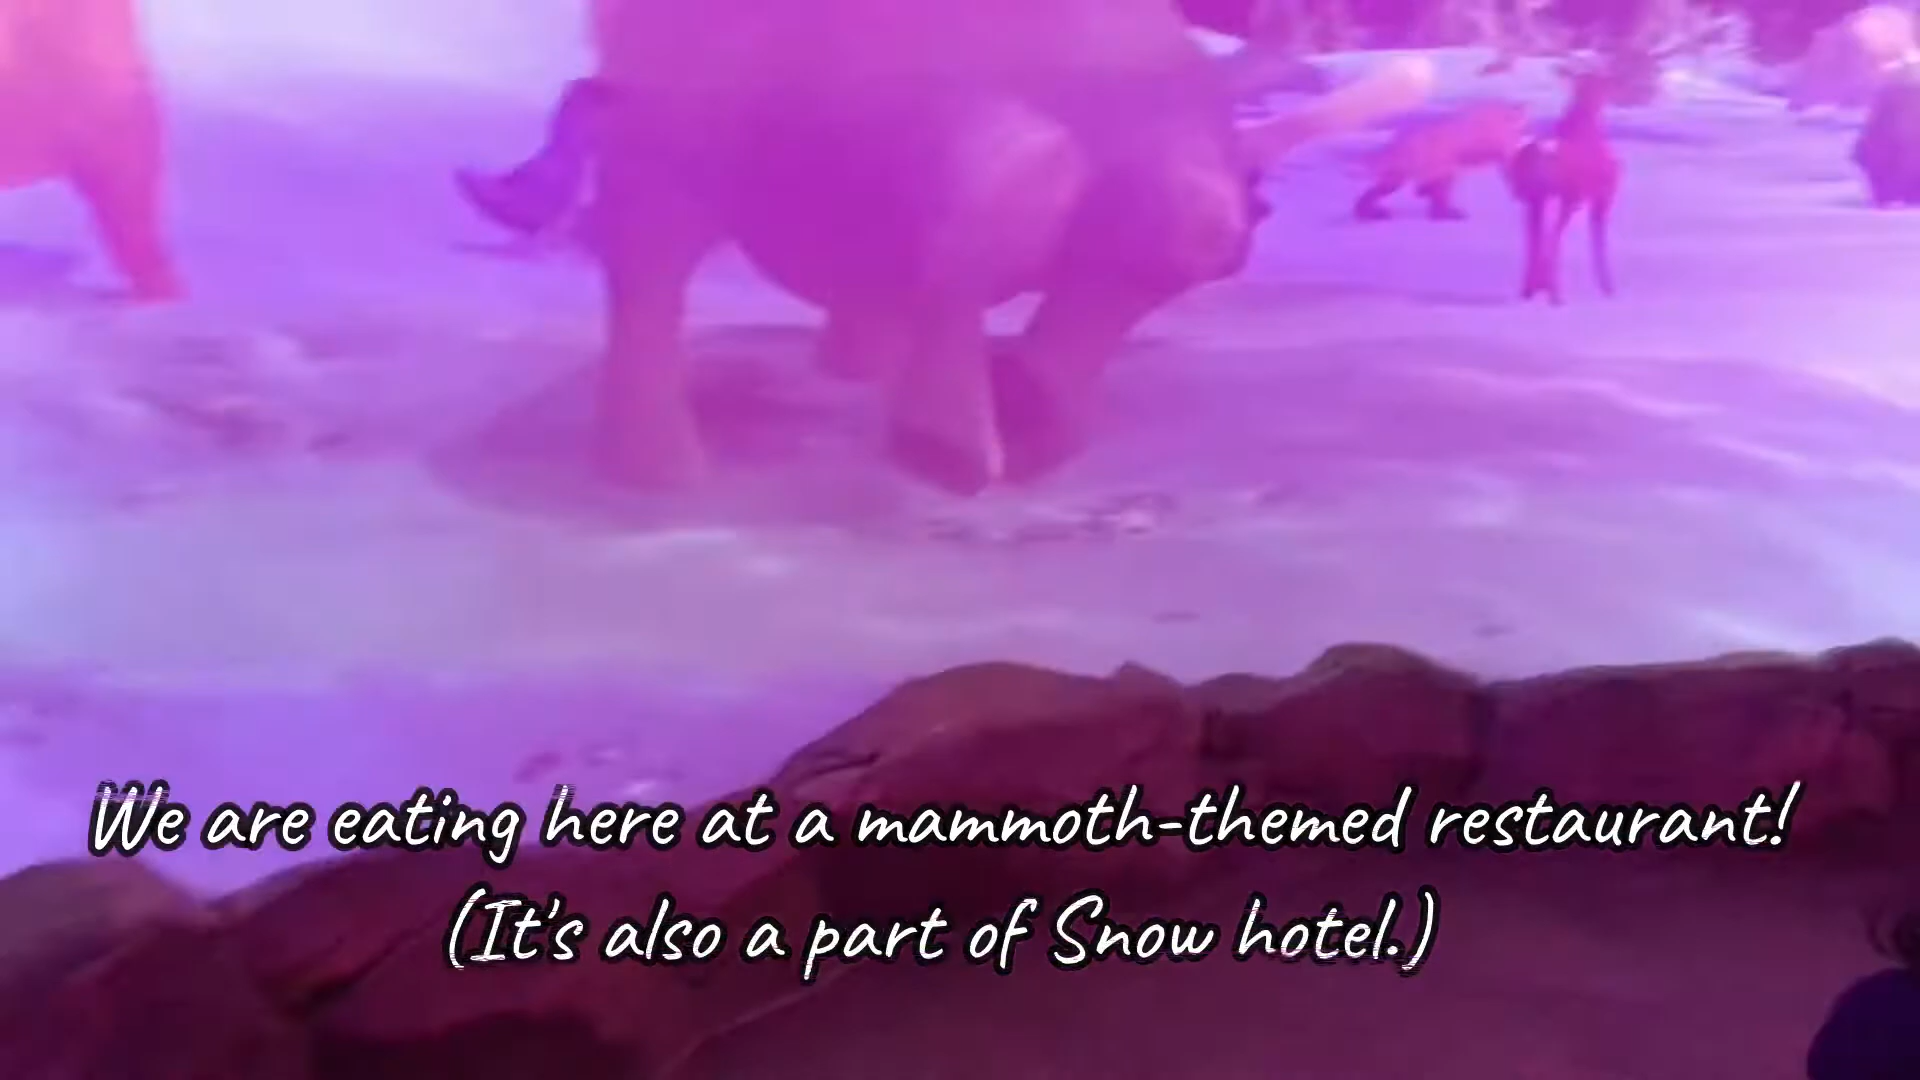 We are eating here at a mammoth-themed restaurant!
(It's also a part of Snow hotel.)